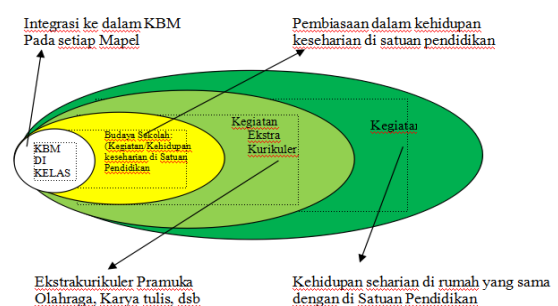 Integrasi ke dalam KBM
Pada setiap Mapel
Pembiasaan dalam kehidupan
keseharian di satuan pendidikan
KBM
DI
KELAS
Budaya Sekolah:
(Kegiatan/Kehidupan
keseharian di Satuan
Pendidikan
Kegiatan
Ekstra
Kurikuler
Kegiatan
Ekstrakurikuler Pramuka
Olahraga, Karya tulis, dsb
Kehidupan seharian di rumah yang sama
dengan di Satuan Pendidikan